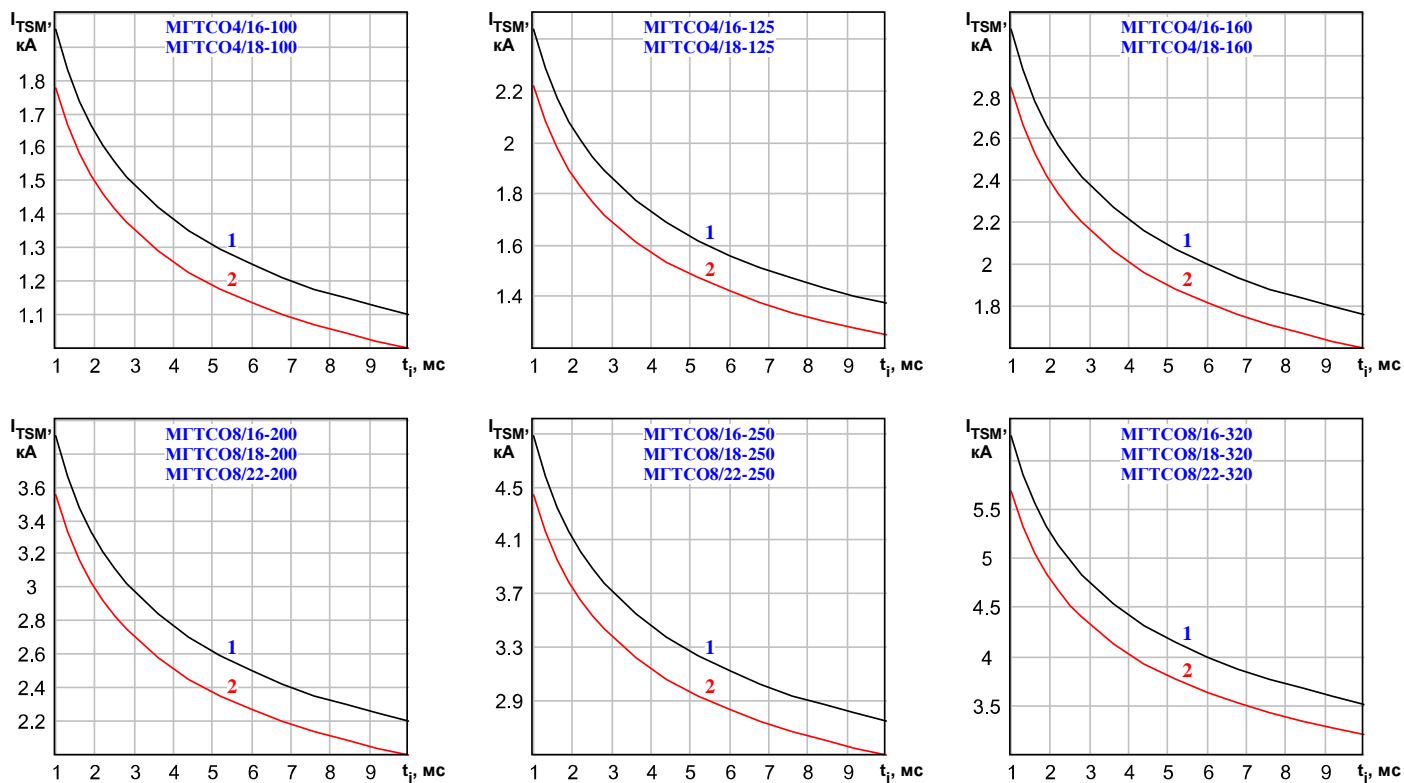 I_TSM, кА
МГТСО4/16-100
МГТСО4/18-100
1.8
1.7
1.6
1.5
1.4
1.3
1.2
1.1
1
2
1 2 3 4 5 6 7 8 9 t_i, мс
I_TSM, кА
МГТСО4/16-125
МГТСО4/18-125
2.2
2
1.8
1.6
1.4
1
2
1 2 3 4 5 6 7 8 9 t_i, мс
I_TSM, кА
МГТСО4/16-160
МГТСО4/18-160
2.8
2.6
2.4
2.2
2
1.8
1
2
1 2 3 4 5 6 7 8 9 t_i, мс
I_TSM, кА
МГТСО8/16-200
МГТСО8/18-200
МГТСО8/22-200
3.6
3.4
3.2
3
2.8
2.6
2.4
2.2
1
2
1 2 3 4 5 6 7 8 9 t_i, мс
I_TSM, кА
МГТСО8/16-250
МГТСО8/18-250
МГТСО8/22-250
4.5
4.1
3.7
3.3
2.9
1
2
1 2 3 4 5 6 7 8 9 t_i, мс
I_TSM, кА
МГТСО8/16-320
МГТСО8/18-320
МГТСО8/22-320
5.5
5
4.5
4
3.5
1
2
1 2 3 4 5 6 7 8 9 t_i, мс